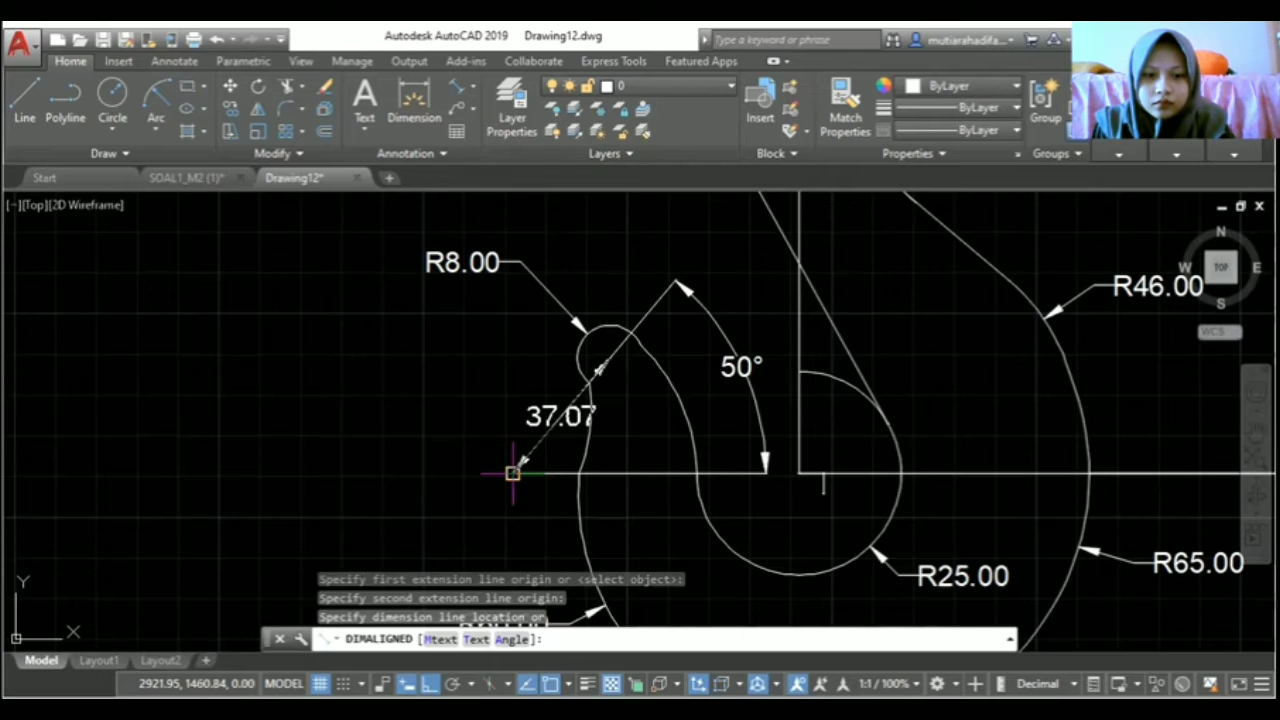 Autodesk AutoCAD 2019 Drawing12.dwg
Type a keyword or phrase
mutiarahadifa...
Home Insert Annotate Parametric View Manage Output Add-ins Collaborate Express Tools Featured Apps
Line Polyline Circle Arc
Text Dimension
Layer Properties
0
Insert
Match Properties
ByLayer
ByLayer
ByLayer
Group
Draw Modify Annotation Layers Block Properties Groups
Start SOAL1_M2 (1)* Drawing12*
[−][Top][2D Wireframe]
N
W TOP E
S
WCS
R8.00
R46.00
50°
37.07
R25.00
R65.00
Y
X
Specify first extension line origin or <select object>:
Specify second extension line origin:
Specify dimension line location or
DIMALIGNED [Mtext Text Angle]:
Model Layout1 Layout2
2921.95, 1460.84, 0.00 MODEL
1:1 / 100%
Decimal